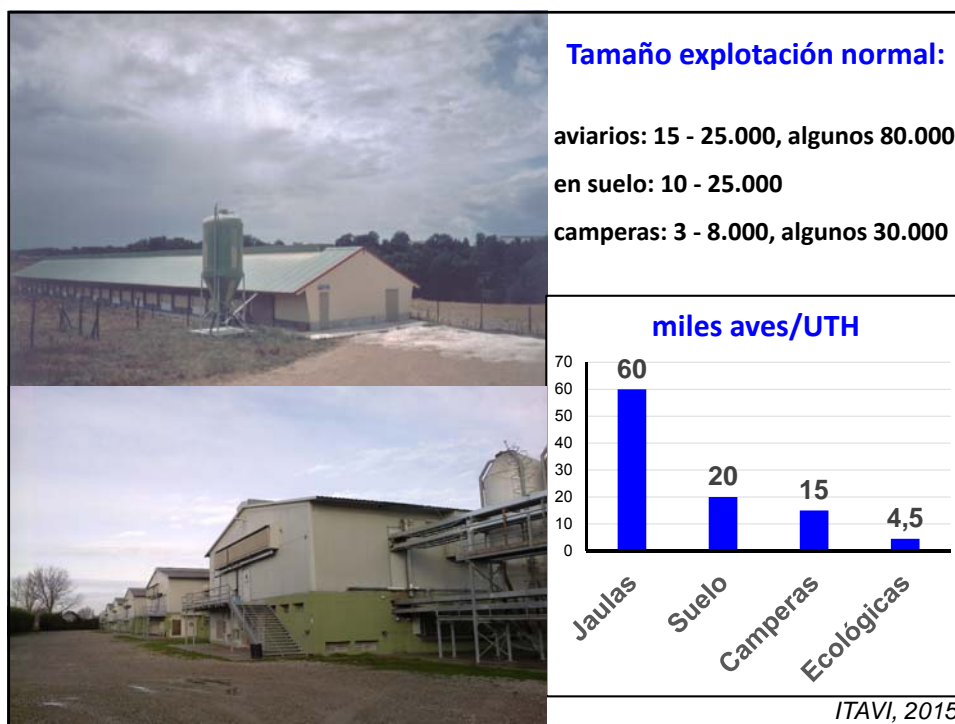 Tamaño explotación normal:
aviarios: 15 - 25.000, algunos 80.000
en suelo: 10 - 25.000
camperas: 3 - 8.000, algunos 30.000
miles aves/UTH
70
60
50
40
30
20
10
0
60
20
15
4,5
Jaulas
Suelo
Camperas
Ecológicas
ITAVI, 2015